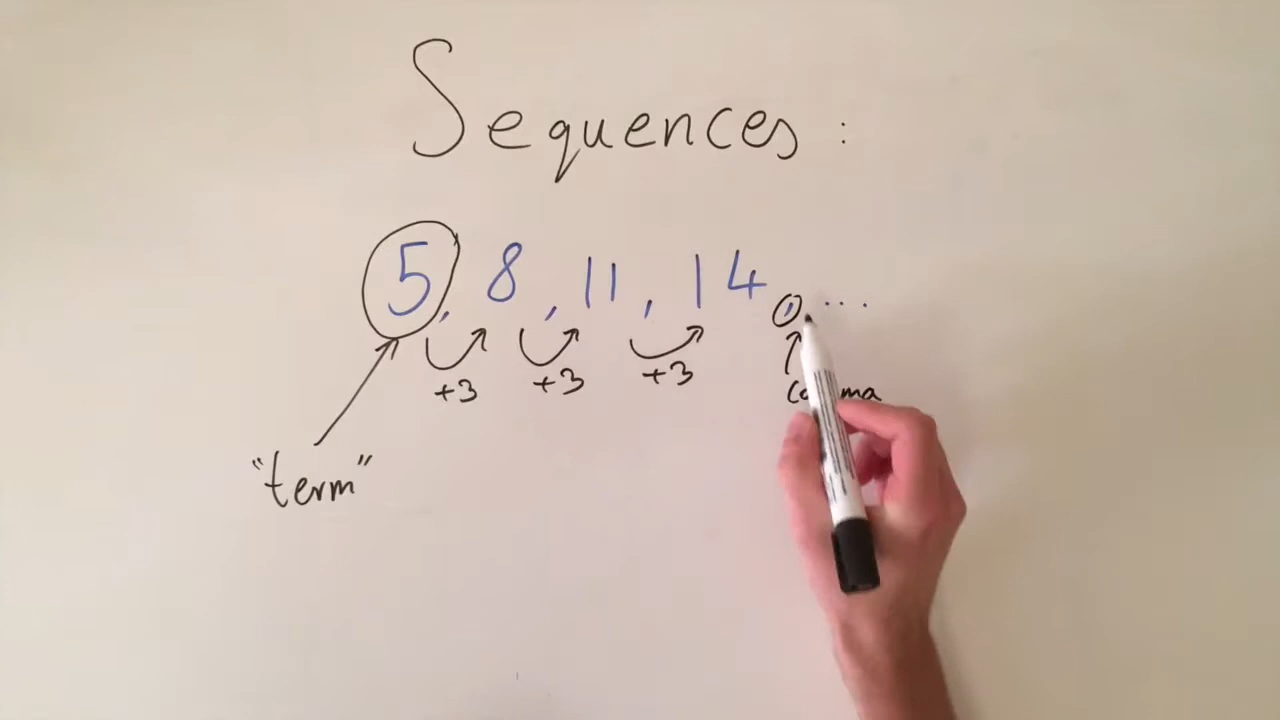 Sequences:
5, 8, 11, 14, ...
+3 +3 +3
"term"